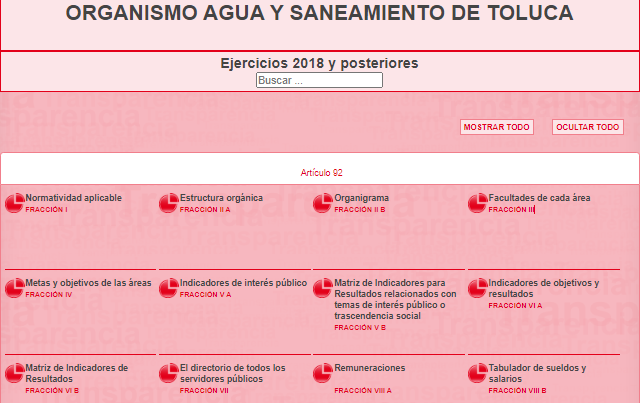 ORGANISMO AGUA Y SANEAMIENTO DE TOLUCA
Ejercicios 2018 y posteriores
Buscar ...
MOSTRAR TODO
OCULTAR TODO
Artículo 92
Normatividad aplicable
FRACCIÓN I
Estructura orgánica
FRACCIÓN II A
Organigrama
FRACCIÓN II B
Facultades de cada área
FRACCIÓN III
Metas y objetivos de las áreas
FRACCIÓN IV
Indicadores de interés público
FRACCIÓN V A
Matriz de Indicadores para
Resultados relacionados con
temas de interés público o
trascendencia social
FRACCIÓN V B
Indicadores de objetivos y
resultados
FRACCIÓN VI A
Matriz de Indicadores de
Resultados
FRACCIÓN VI B
El directorio de todos los
servidores públicos
FRACCIÓN VII
Remuneraciones
FRACCIÓN VIII A
Tabulador de sueldos y
salarios
FRACCIÓN VIII B